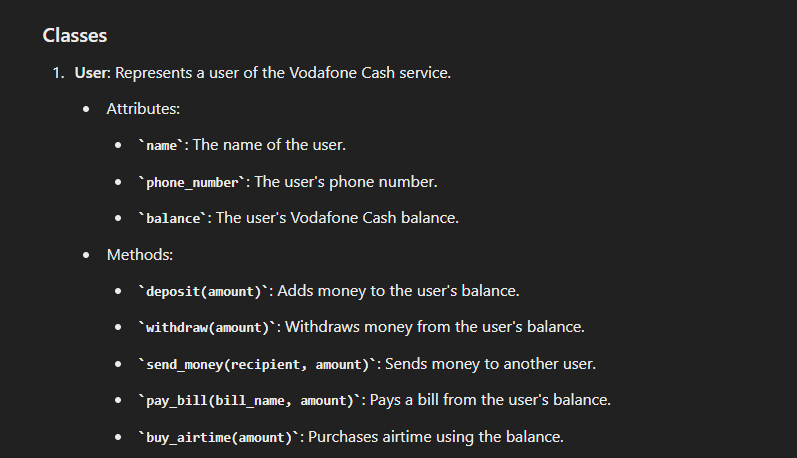 Classes
1. User: Represents a user of the Vodafone Cash service.
• Attributes:
• `name`: The name of the user.
• `phone_number`: The user's phone number.
• `balance`: The user's Vodafone Cash balance.
• Methods:
• `deposit(amount)`: Adds money to the user's balance.
• `withdraw(amount)`: Withdraws money from the user's balance.
• `send_money(recipient, amount)`: Sends money to another user.
• `pay_bill(bill_name, amount)`: Pays a bill from the user's balance.
• `buy_airtime(amount)`: Purchases airtime using the balance.